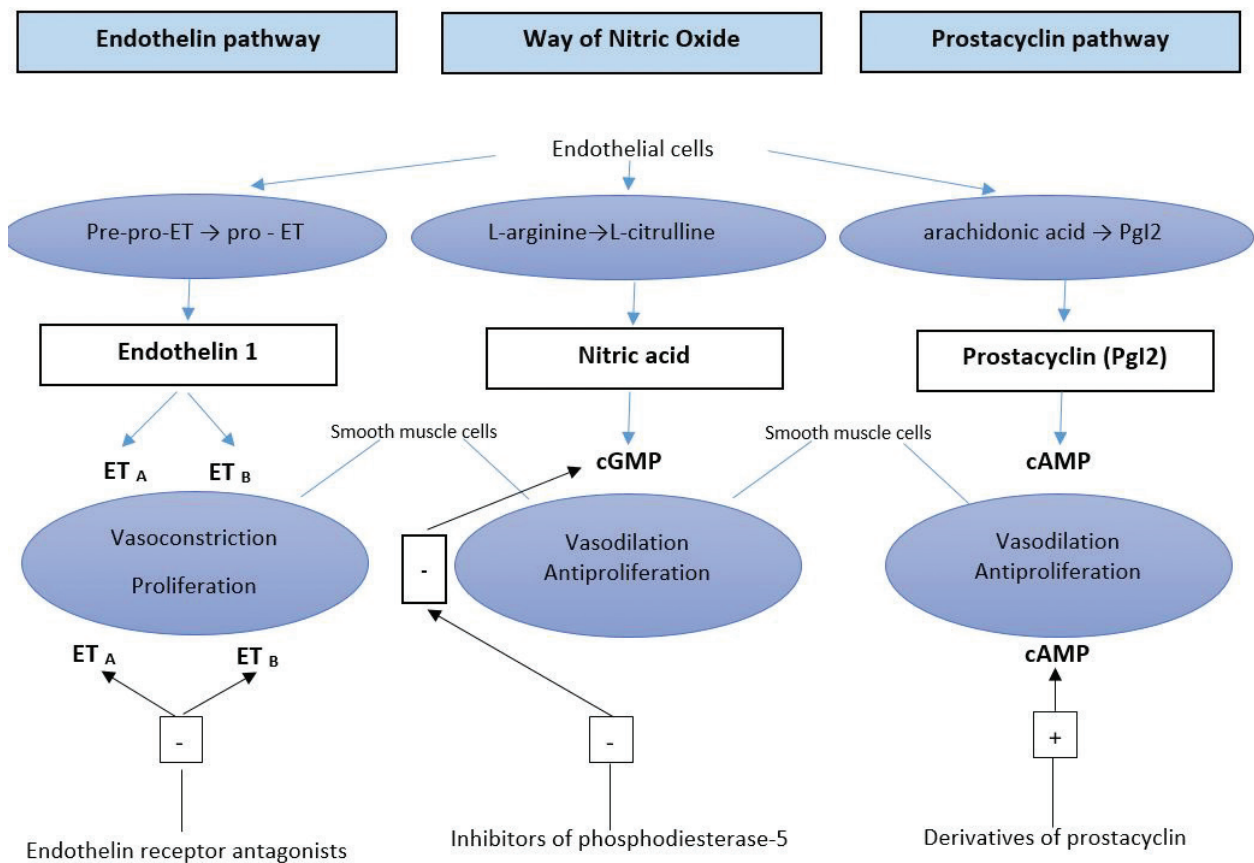 Endothelin pathway
Way of Nitric Oxide
Prostacyclin pathway
Endothelial cells
Pre-pro-ET → pro - ET
L-arginine→L-citrulline
arachidonic acid → PgI2
Endothelin 1
Nitric acid
Prostacyclin (PgI2)
Smooth muscle cells
Smooth muscle cells
ET A
ET B
cGMP
cAMP
Vasoconstriction
Proliferation
-
Vasodilation
Antiproliferation
Vasodilation
Antiproliferation
ET A
ET B
cAMP
-
-
+
Endothelin receptor antagonists
Inhibitors of phosphodiesterase-5
Derivatives of prostacyclin